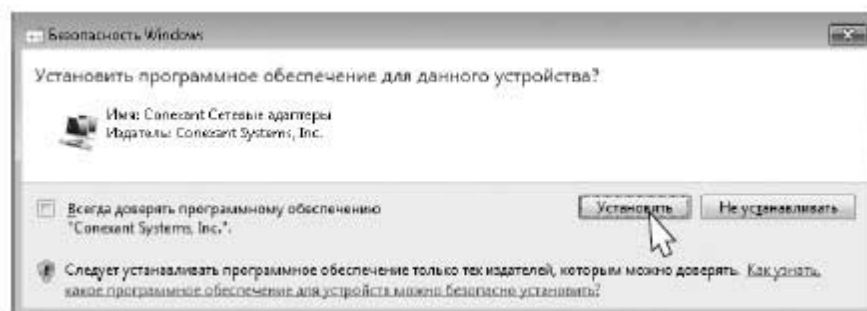 Безопасность Windows
Установить программное обеспечение для данного устройства?
Имя: Conexant Сетевые адаптеры
Издатель: Conexant Systems, Inc.
Всегда доверять программному обеспечению
"Conexant Systems, Inc.".
Установить
Не устанавливать
Следует устанавливать программное обеспечение только тех издателей, которым можно доверять. Как узнать,
какое программное обеспечение для устройств можно безопасно установить?